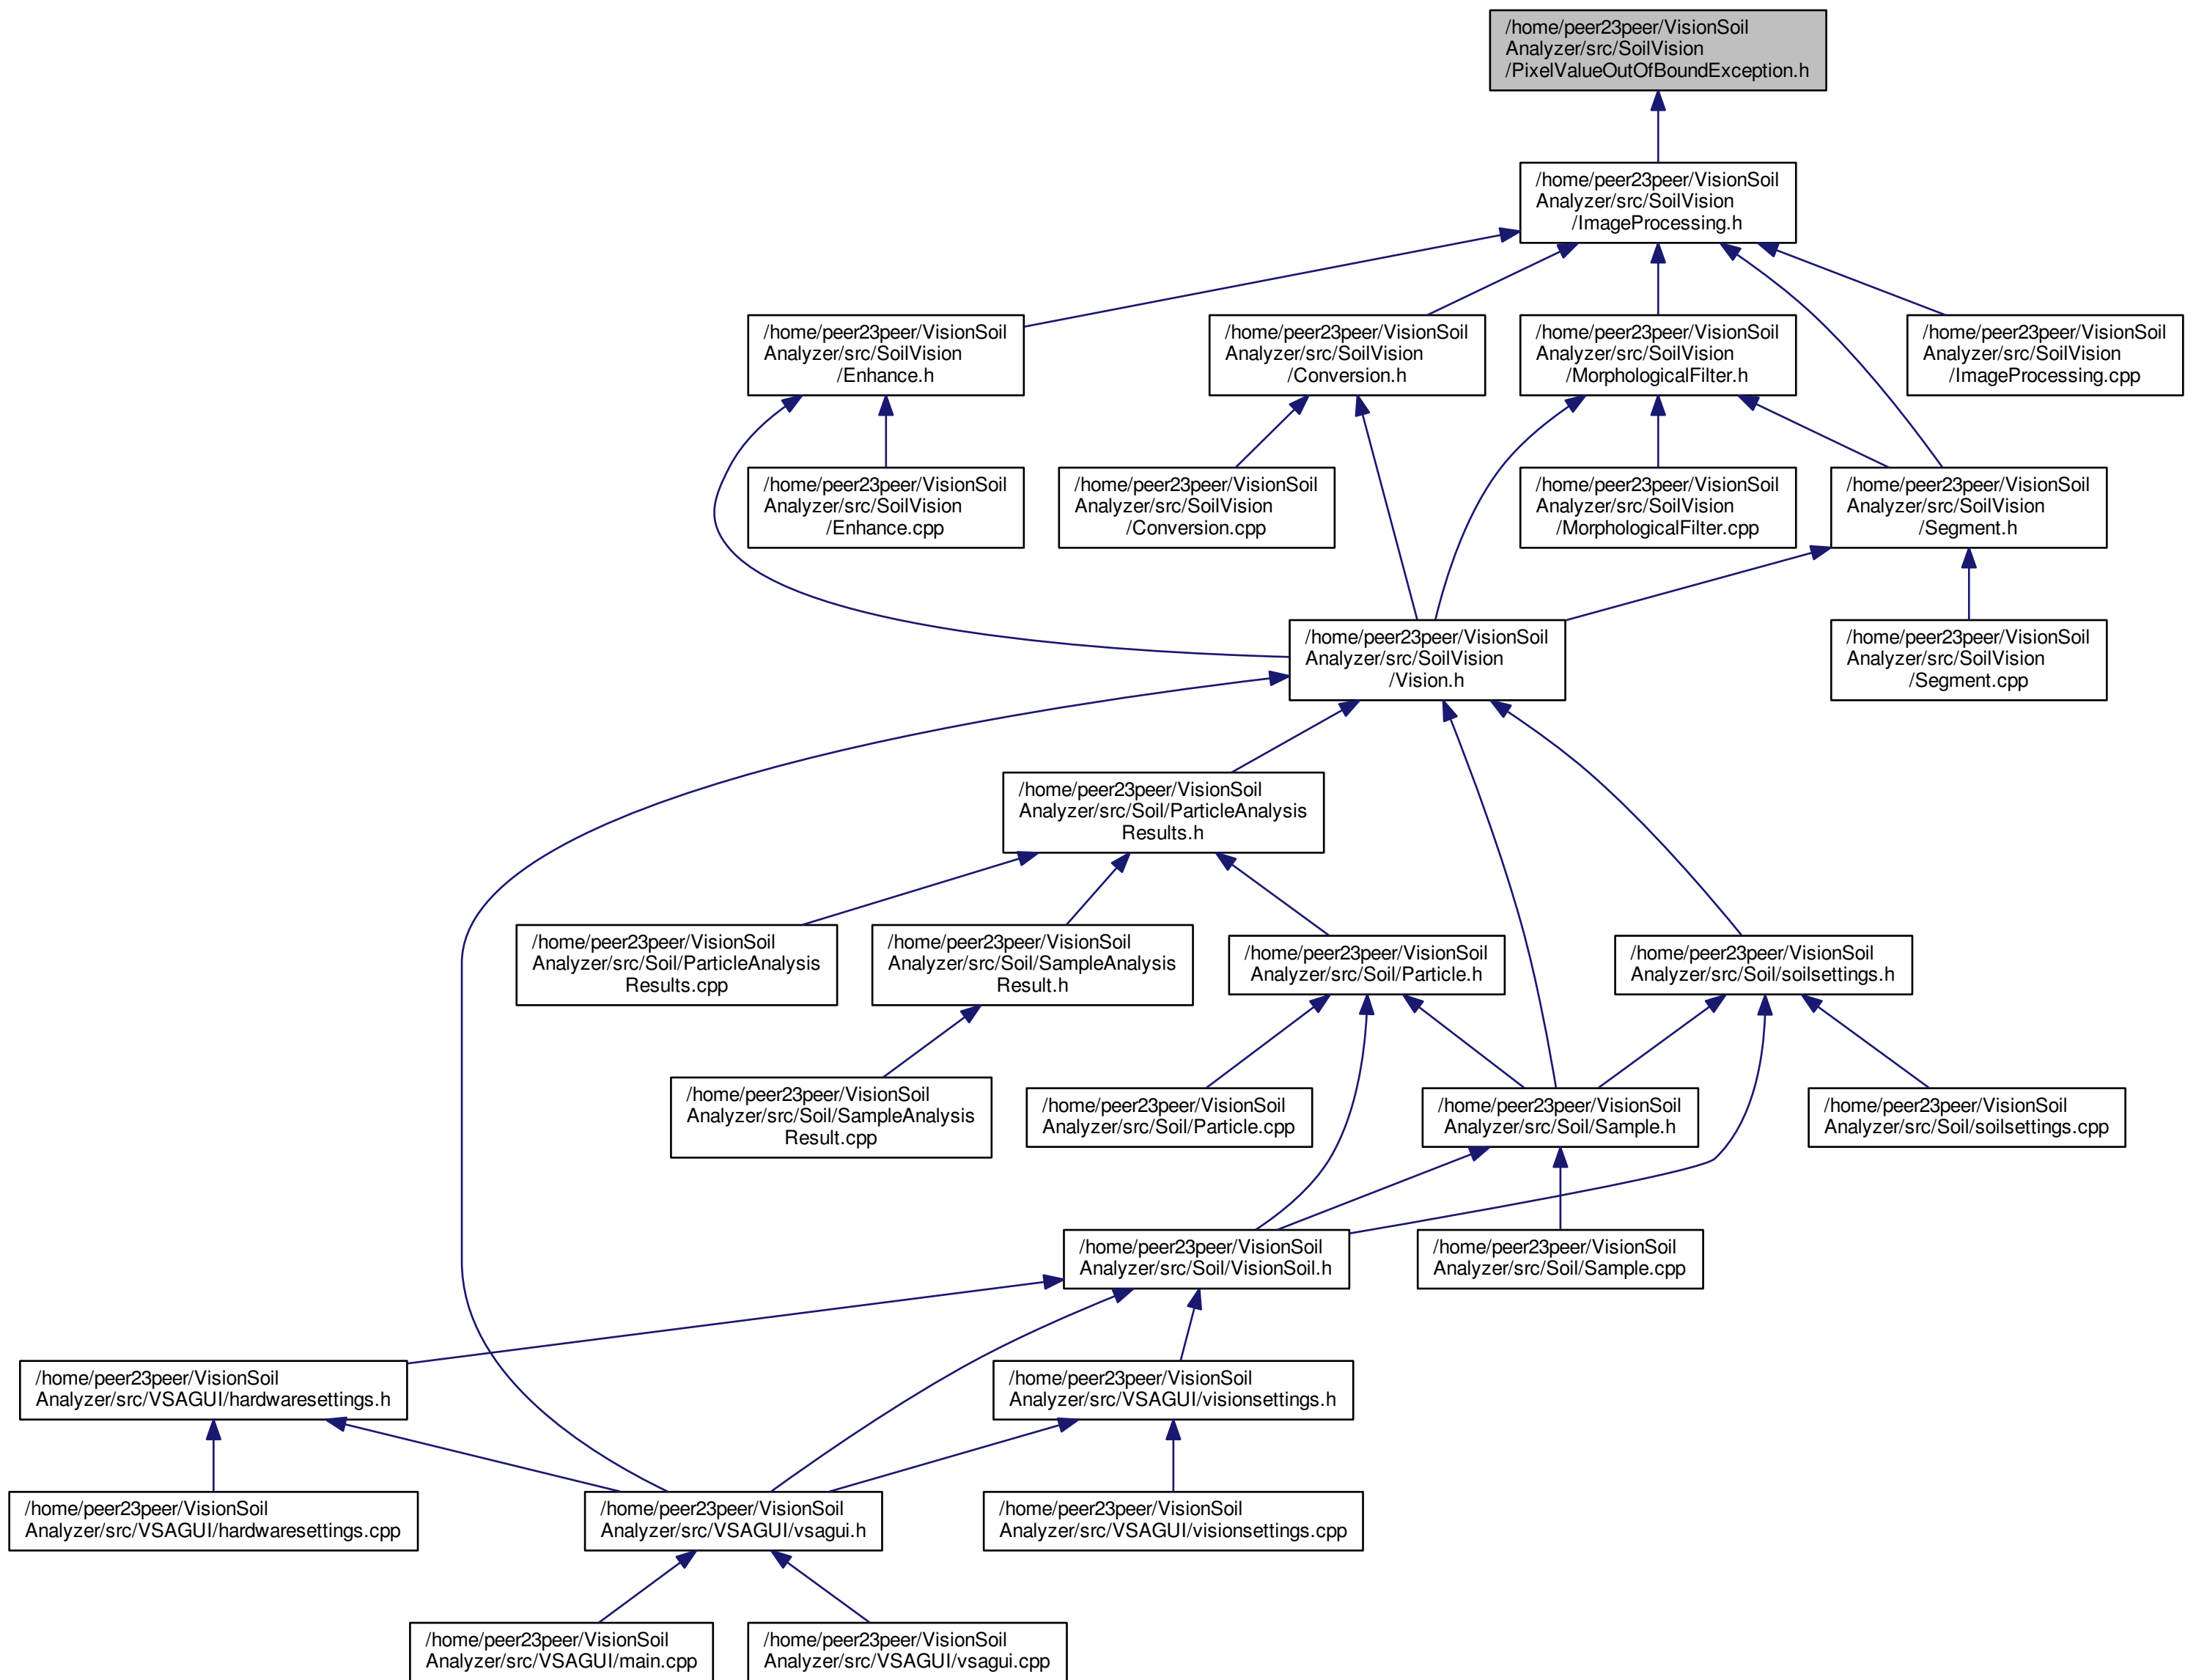 /home/peer23peer/VisionSoil
Analyzer/src/SoilVision
/PixelValueOutOfBoundException.h
/home/peer23peer/VisionSoil
Analyzer/src/SoilVision
/ImageProcessing.h
/home/peer23peer/VisionSoil
Analyzer/src/SoilVision
/Enhance.h
/home/peer23peer/VisionSoil
Analyzer/src/SoilVision
/Conversion.h
/home/peer23peer/VisionSoil
Analyzer/src/SoilVision
/MorphologicalFilter.h
/home/peer23peer/VisionSoil
Analyzer/src/SoilVision
/ImageProcessing.cpp
/home/peer23peer/VisionSoil
Analyzer/src/SoilVision
/Enhance.cpp
/home/peer23peer/VisionSoil
Analyzer/src/SoilVision
/Conversion.cpp
/home/peer23peer/VisionSoil
Analyzer/src/SoilVision
/MorphologicalFilter.cpp
/home/peer23peer/VisionSoil
Analyzer/src/SoilVision
/Segment.h
/home/peer23peer/VisionSoil
Analyzer/src/SoilVision
/Vision.h
/home/peer23peer/VisionSoil
Analyzer/src/SoilVision
/Segment.cpp
/home/peer23peer/VisionSoil
Analyzer/src/Soil/ParticleAnalysis
Results.h
/home/peer23peer/VisionSoil
Analyzer/src/Soil/ParticleAnalysis
Results.cpp
/home/peer23peer/VisionSoil
Analyzer/src/Soil/SampleAnalysis
Result.h
/home/peer23peer/VisionSoil
Analyzer/src/Soil/Particle.h
/home/peer23peer/VisionSoil
Analyzer/src/Soil/soilsettings.h
/home/peer23peer/VisionSoil
Analyzer/src/Soil/SampleAnalysis
Result.cpp
/home/peer23peer/VisionSoil
Analyzer/src/Soil/Particle.cpp
/home/peer23peer/VisionSoil
Analyzer/src/Soil/Sample.h
/home/peer23peer/VisionSoil
Analyzer/src/Soil/soilsettings.cpp
/home/peer23peer/VisionSoil
Analyzer/src/Soil/VisionSoil.h
/home/peer23peer/VisionSoil
Analyzer/src/Soil/Sample.cpp
/home/peer23peer/VisionSoil
Analyzer/src/VSAGUI/hardwaresettings.h
/home/peer23peer/VisionSoil
Analyzer/src/VSAGUI/visionsettings.h
/home/peer23peer/VisionSoil
Analyzer/src/VSAGUI/hardwaresettings.cpp
/home/peer23peer/VisionSoil
Analyzer/src/VSAGUI/vsagui.h
/home/peer23peer/VisionSoil
Analyzer/src/VSAGUI/visionsettings.cpp
/home/peer23peer/VisionSoil
Analyzer/src/VSAGUI/main.cpp
/home/peer23peer/VisionSoil
Analyzer/src/VSAGUI/vsagui.cpp